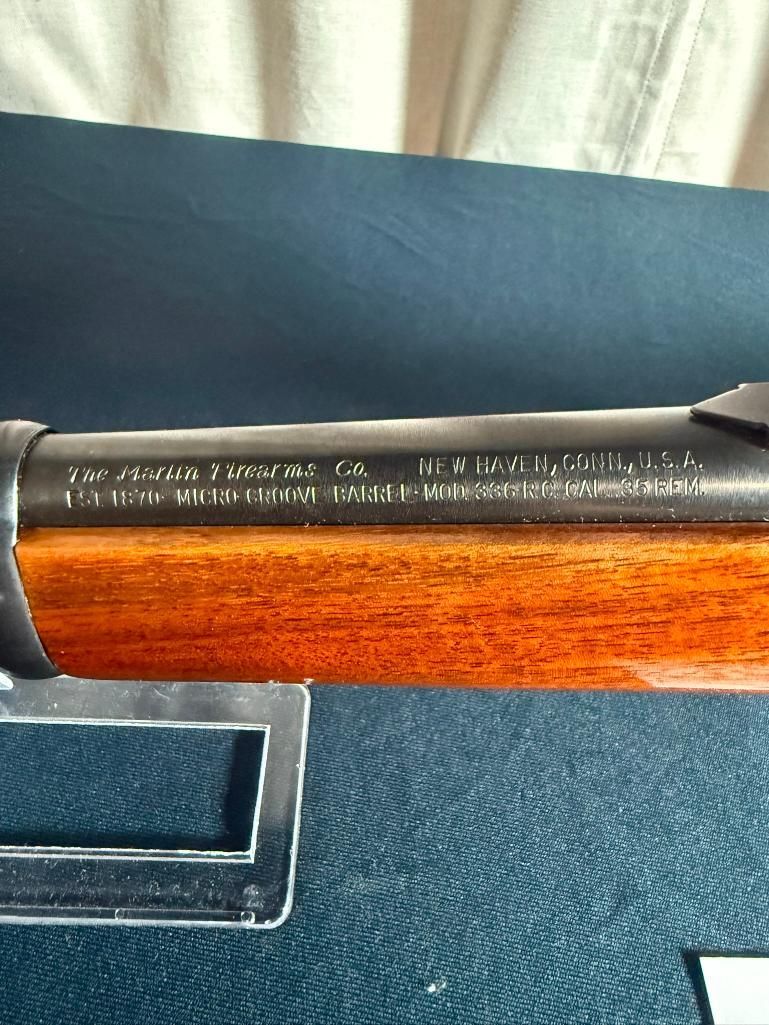 The Marlin Firearms Co. NEW HAVEN, CONN., U.S.A.
EST. 1870- MICRO-GROOVE BARREL-MOD. 336 R.C. CAL. .35 REM.